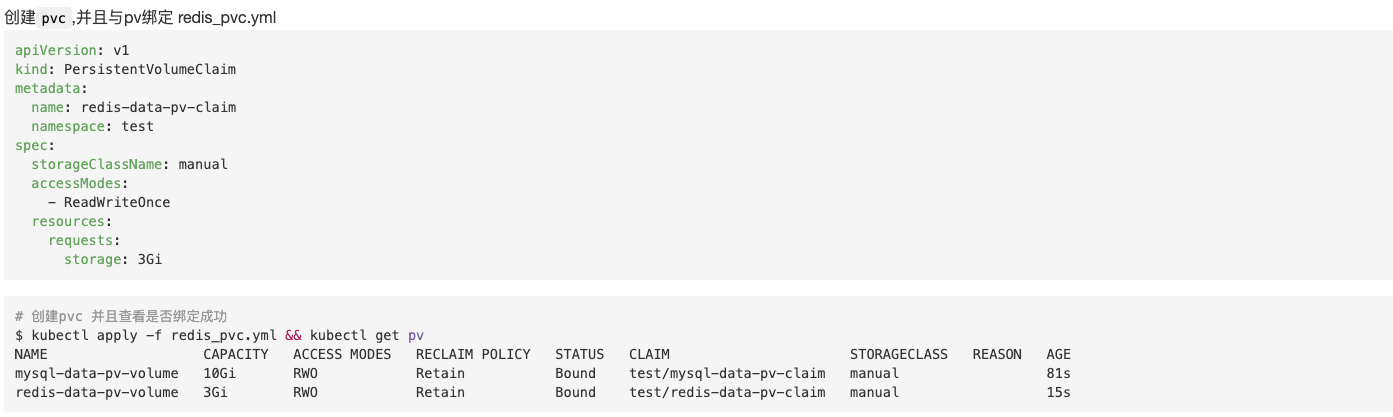 创建 pvc ,并且与pv绑定 redis_pvc.yml
apiVersion: v1
kind: PersistentVolumeClaim
metadata:
  name: redis-data-pv-claim
  namespace: test
spec:
  storageClassName: manual
  accessModes:
    - ReadWriteOnce
  resources:
    requests:
      storage: 3Gi
# 创建pvc 并且查看是否绑定成功
$ kubectl apply -f redis_pvc.yml && kubectl get pv
NAME                   CAPACITY   ACCESS MODES   RECLAIM POLICY   STATUS   CLAIM                      STORAGECLASS   REASON   AGE
mysql-data-pv-volume   10Gi       RWO            Retain           Bound    test/mysql-data-pv-claim   manual                  81s
redis-data-pv-volume   3Gi        RWO            Retain           Bound    test/redis-data-pv-claim   manual                  15s